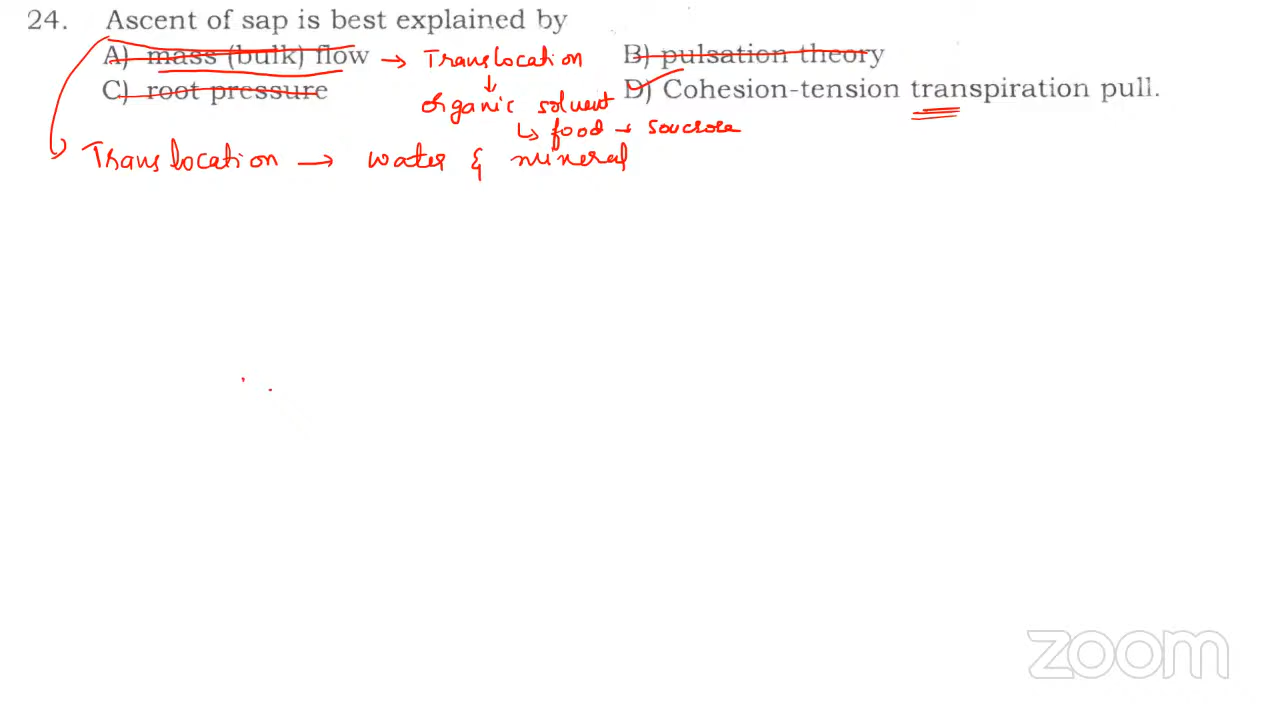 24. Ascent of sap is best explained by
A) mass (bulk) flow → Translocation B) pulsation theory
↓
C) root pressure organic solvent D) Cohesion-tension transpiration pull.
↳ food → soucrose
Translocation → water & mineral
zoom